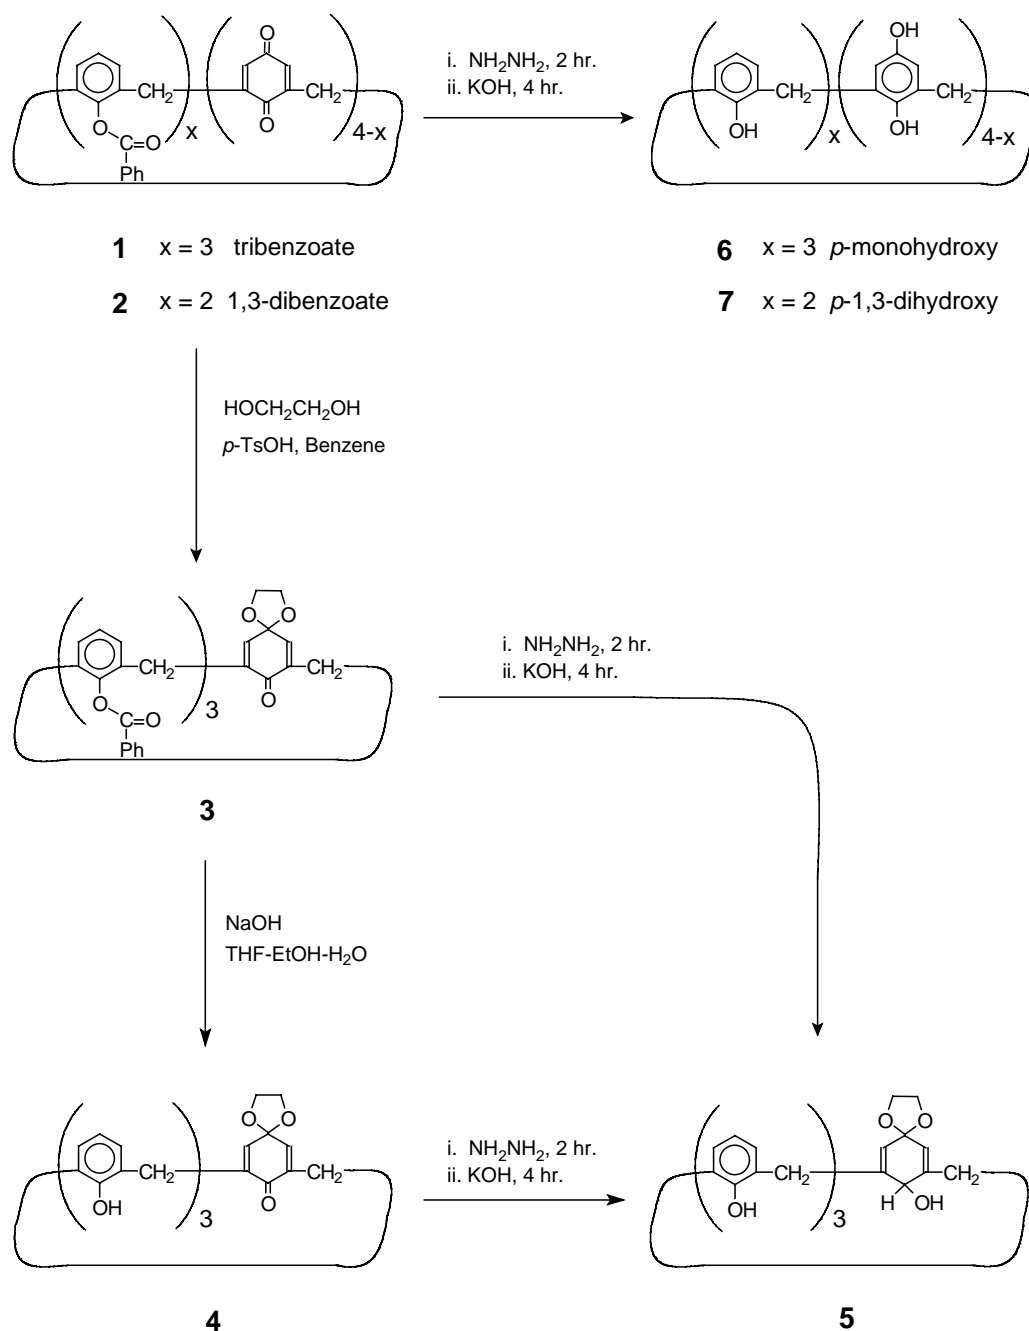 O
O
O
C=O
Ph
CH2
x
CH2
4-x
i. NH2NH2, 2 hr.
ii. KOH, 4 hr.
OH
CH2
x
OH
OH
CH2
4-x
1 x = 3 tribenzoate
2 x = 2 1,3-dibenzoate
6 x = 3 p-monohydroxy
7 x = 2 p-1,3-dihydroxy
HOCH2CH2OH
p-TsOH, Benzene
O O
CH2
CH2
O
O
C=O
Ph
3
3
i. NH2NH2, 2 hr.
ii. KOH, 4 hr.
NaOH
THF-EtOH-H2O
O O
CH2
CH2
OH
O
3
4
i. NH2NH2, 2 hr.
ii. KOH, 4 hr.
O O
CH2
CH2
OH
H OH
3
5